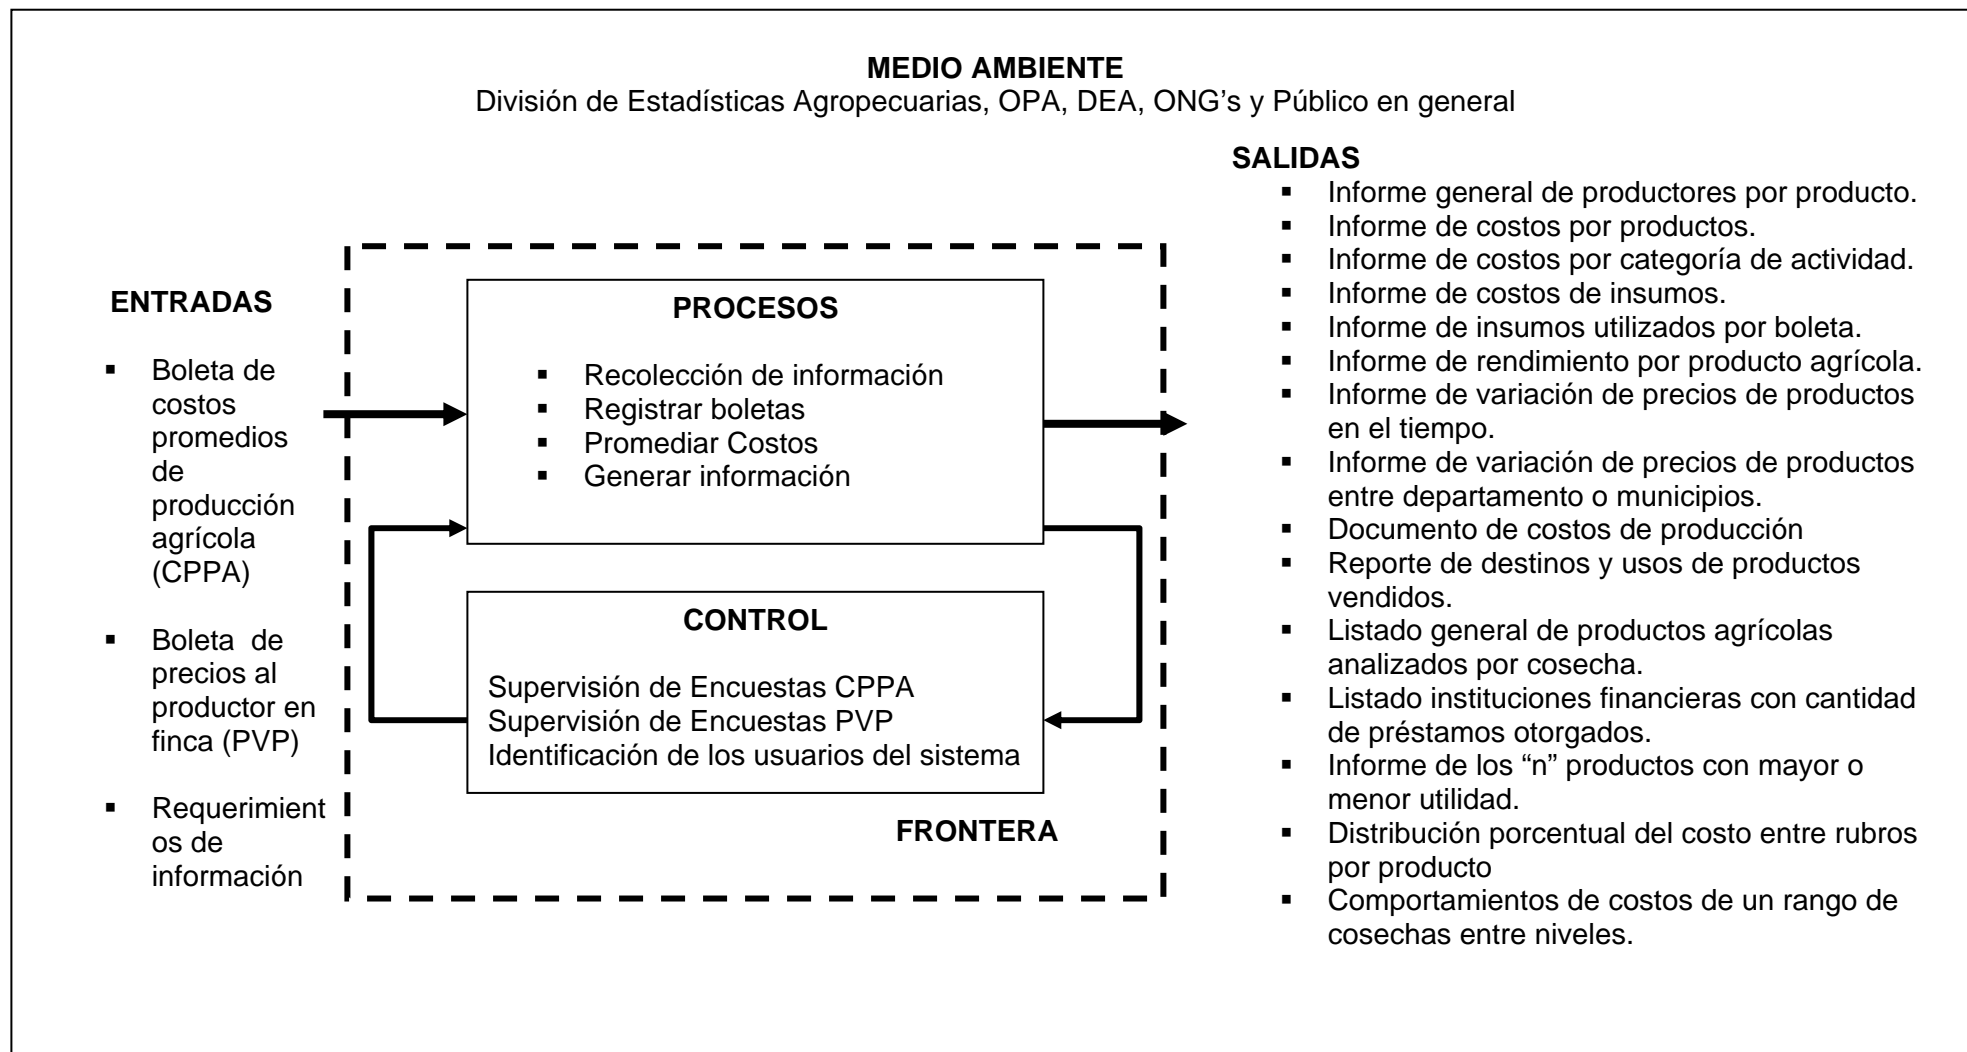 MEDIO AMBIENTE
División de Estadísticas Agropecuarias, OPA, DEA, ONG’s y Público en general
ENTRADAS
▪ Boleta de
costos
promedios
de
producción
agrícola
(CPPA)
▪ Boleta de
precios al
productor en
finca (PVP)
▪ Requerimient
os de
información
PROCESOS
▪ Recolección de información
▪ Registrar boletas
▪ Promediar Costos
▪ Generar información
CONTROL
Supervisión de Encuestas CPPA
Supervisión de Encuestas PVP
Identificación de los usuarios del sistema
FRONTERA
SALIDAS
▪ Informe general de productores por producto.
▪ Informe de costos por productos.
▪ Informe de costos por categoría de actividad.
▪ Informe de costos de insumos.
▪ Informe de insumos utilizados por boleta.
▪ Informe de rendimiento por producto agrícola.
▪ Informe de variación de precios de productos
en el tiempo.
▪ Informe de variación de precios de productos
entre departamento o municipios.
▪ Documento de costos de producción
▪ Reporte de destinos y usos de productos
vendidos.
▪ Listado general de productos agrícolas
analizados por cosecha.
▪ Listado instituciones financieras con cantidad
de préstamos otorgados.
▪ Informe de los “n” productos con mayor o
menor utilidad.
▪ Distribución porcentual del costo entre rubros
por producto
▪ Comportamientos de costos de un rango de
cosechas entre niveles.